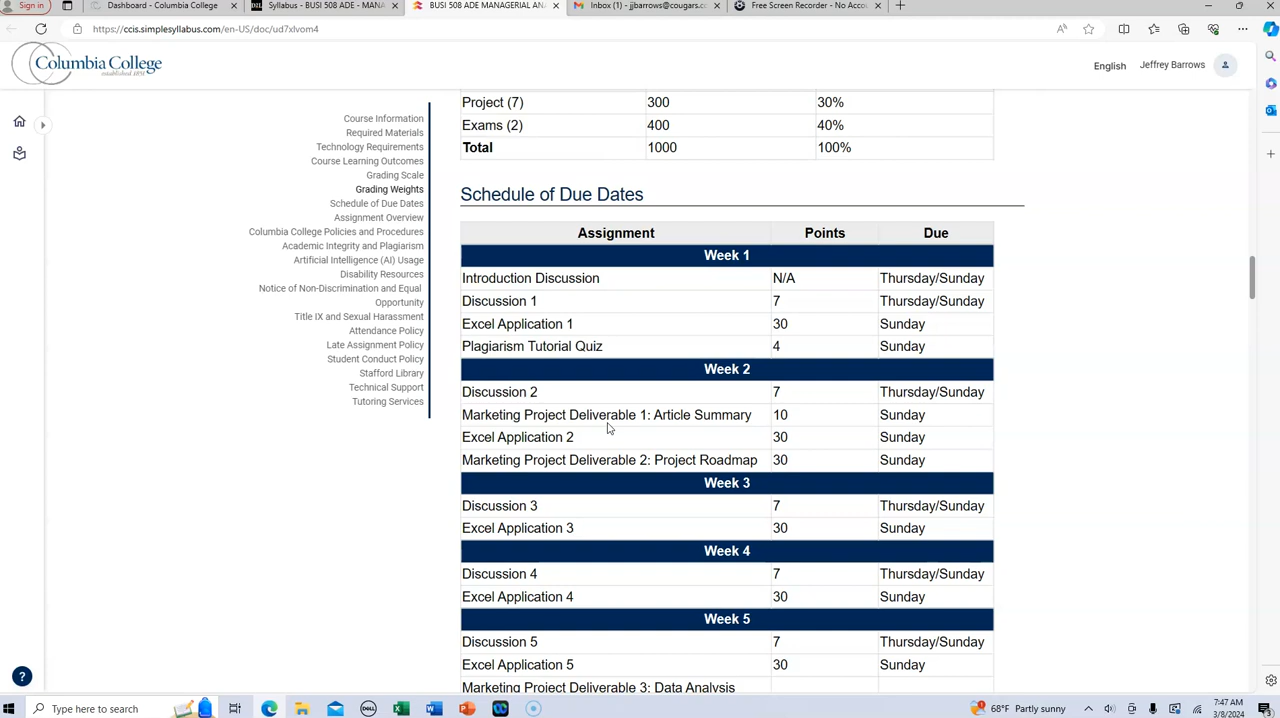 Sign in
Dashboard - Columbia College
Syllabus - BUSI 508 ADE - MANA
BUSI 508 ADE MANAGERIAL AN
Inbox (1) - jjbarrows@cougars.cc
Free Screen Recorder - No Accou
https://ccis.simplesyllabus.com/en-US/doc/ud7xlvom4
Columbia College
established 1851
English
Jeffrey Barrows
Course Information
Required Materials
Technology Requirements
Course Learning Outcomes
Grading Scale
Grading Weights
Schedule of Due Dates
Assignment Overview
Columbia College Policies and Procedures
Academic Integrity and Plagiarism
Artificial Intelligence (AI) Usage
Disability Resources
Notice of Non-Discrimination and Equal
Opportunity
Title IX and Sexual Harassment
Attendance Policy
Late Assignment Policy
Student Conduct Policy
Stafford Library
Technical Support
Tutoring Services
Project (7) 300 30%
Exams (2) 400 40%
Total 1000 100%
Schedule of Due Dates
Assignment Points Due
Week 1
Introduction Discussion N/A Thursday/Sunday
Discussion 1 7 Thursday/Sunday
Excel Application 1 30 Sunday
Plagiarism Tutorial Quiz 4 Sunday
Week 2
Discussion 2 7 Thursday/Sunday
Marketing Project Deliverable 1: Article Summary 10 Sunday
Excel Application 2 30 Sunday
Marketing Project Deliverable 2: Project Roadmap 30 Sunday
Week 3
Discussion 3 7 Thursday/Sunday
Excel Application 3 30 Sunday
Week 4
Discussion 4 7 Thursday/Sunday
Excel Application 4 30 Sunday
Week 5
Discussion 5 7 Thursday/Sunday
Excel Application 5 30 Sunday
Marketing Project Deliverable 3: Data Analysis
?
Type here to search
68°F Partly sunny
7:47 AM
3/8/2024